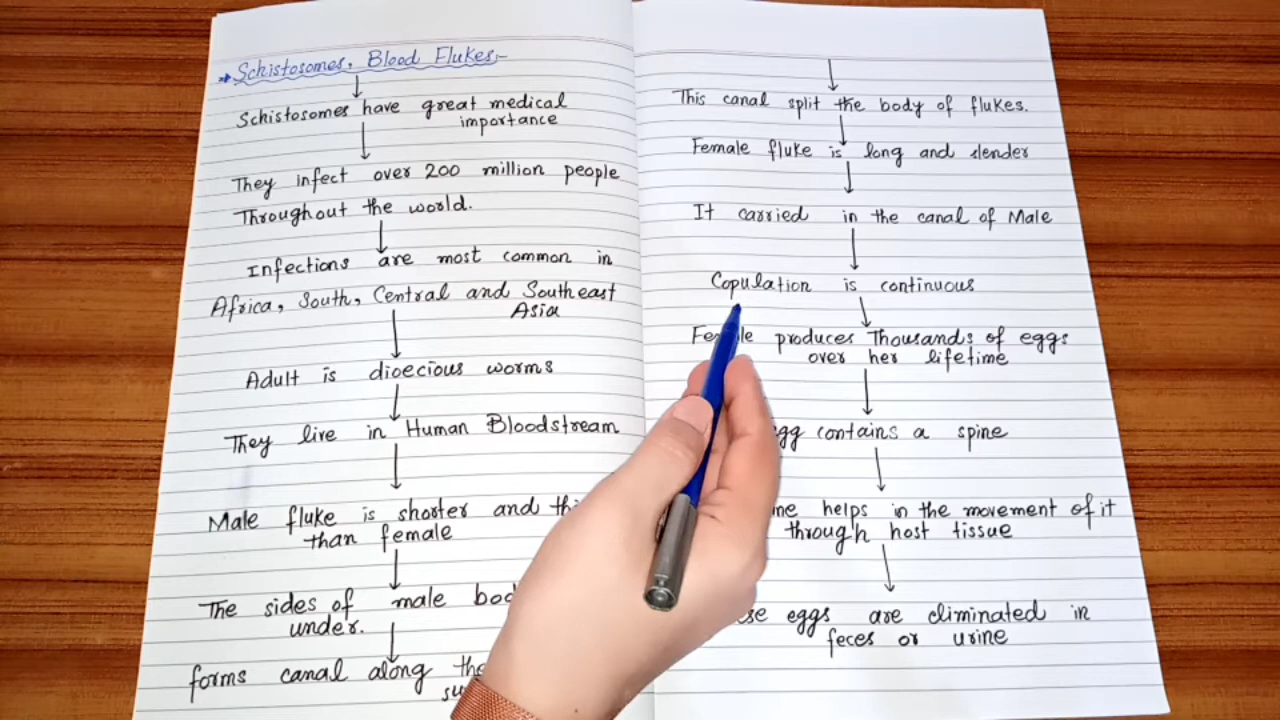 Schistosomes, Blood Flukes:-
Schistosomes have great medical
importance
They infect over 200 million people
Throughout the world.
Infections are most common in
Africa, South, Central and Southeast
Asia
Adult is dioecious worms
They live in Human Bloodstream
Male fluke is shorter and
than female
The sides of male
under.
forms canal along
This canal split the body of flukes.
Female fluke is long and slender
It carried in the canal of Male
Copulation is continuous
Female produces Thousands of eggs
over her lifetime
contains a spine
helps in the movement of it
through host tissue
eggs are eliminated in
feces or urine